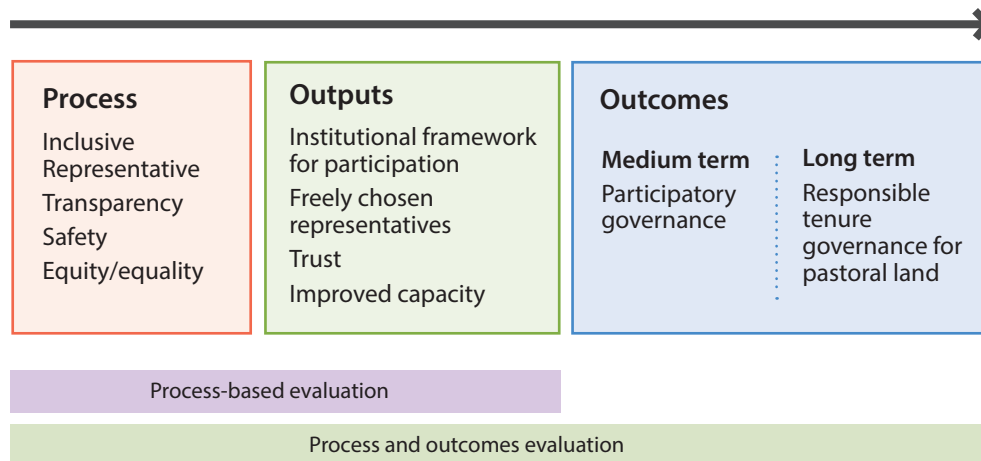 Process
Inclusive
Representative
Transparency
Safety
Equity/equality
Outputs
Institutional framework
for participation
Freely chosen
representatives
Trust
Improved capacity
Outcomes
Medium term
Participatory
governance
Long term
Responsible
tenure
governance for
pastoral land
Process-based evaluation
Process and outcomes evaluation